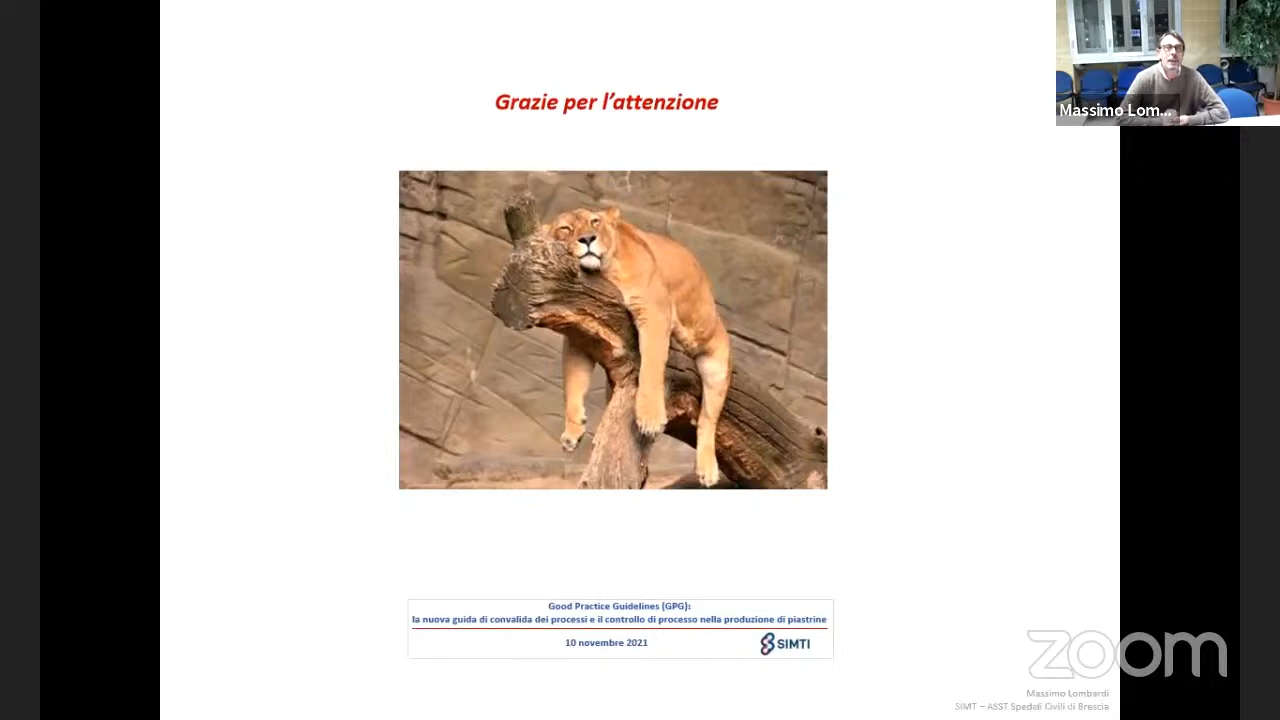 Grazie per l'attenzione
Massimo Lom...
Good Practice Guidelines (GPG):
la nuova guida di convalida dei processi e il controllo di processo nella produzione di piastrine
10 novembre 2021
SIMTI
zoom
Massimo Lombardi
SIMT – ASST Spedali Civili di Brescia